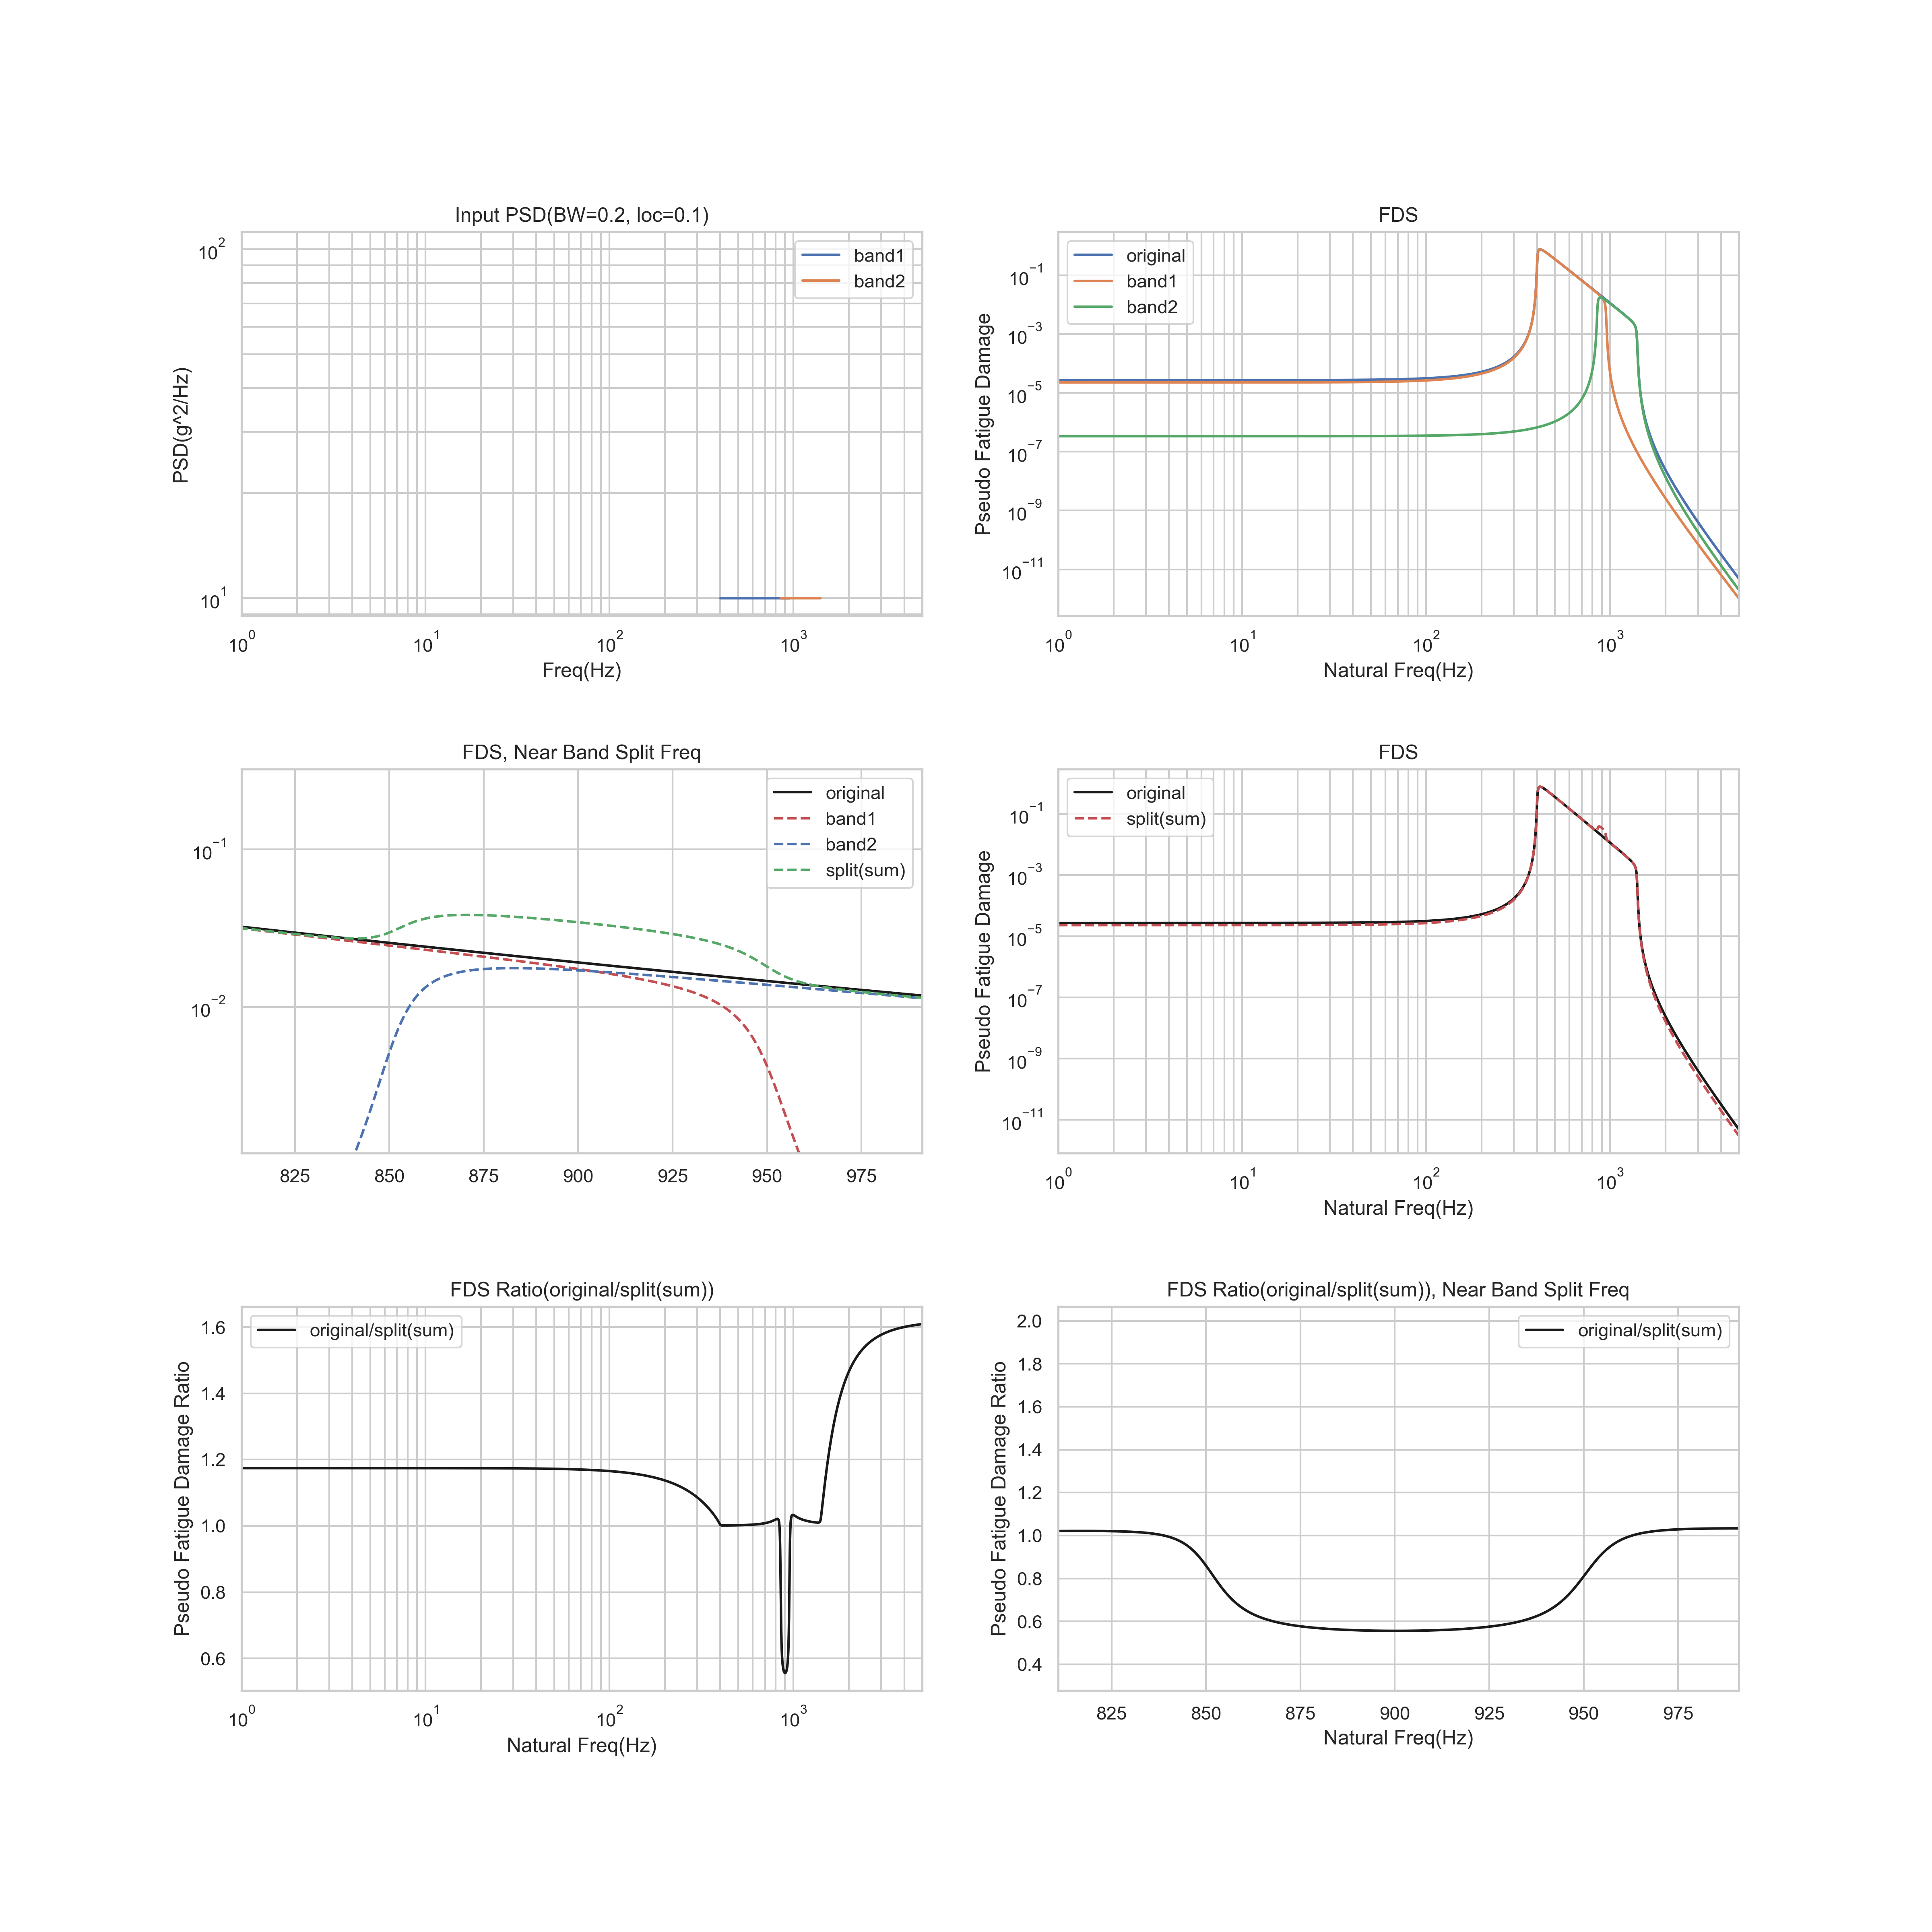 Input PSD(BW=0.2, loc=0.1)
10^2
10^1
PSD(g^2/Hz)
band1
band2
10^0 10^1 10^2 10^3
Freq(Hz)
FDS
10^-1
10^-3
10^-5
10^-7
10^-9
10^-11
Pseudo Fatigue Damage
original
band1
band2
10^0 10^1 10^2 10^3
Natural Freq(Hz)
FDS, Near Band Split Freq
10^-1
10^-2
original
band1
band2
split(sum)
825 850 875 900 925 950 975
FDS
10^-1
10^-3
10^-5
10^-7
10^-9
10^-11
Pseudo Fatigue Damage
original
split(sum)
10^0 10^1 10^2 10^3
Natural Freq(Hz)
FDS Ratio(original/split(sum))
1.6
1.4
1.2
1.0
0.8
0.6
Pseudo Fatigue Damage Ratio
original/split(sum)
10^0 10^1 10^2 10^3
Natural Freq(Hz)
FDS Ratio(original/split(sum)), Near Band Split Freq
2.0
1.8
1.6
1.4
1.2
1.0
0.8
0.6
0.4
Pseudo Fatigue Damage Ratio
original/split(sum)
825 850 875 900 925 950 975
Natural Freq(Hz)